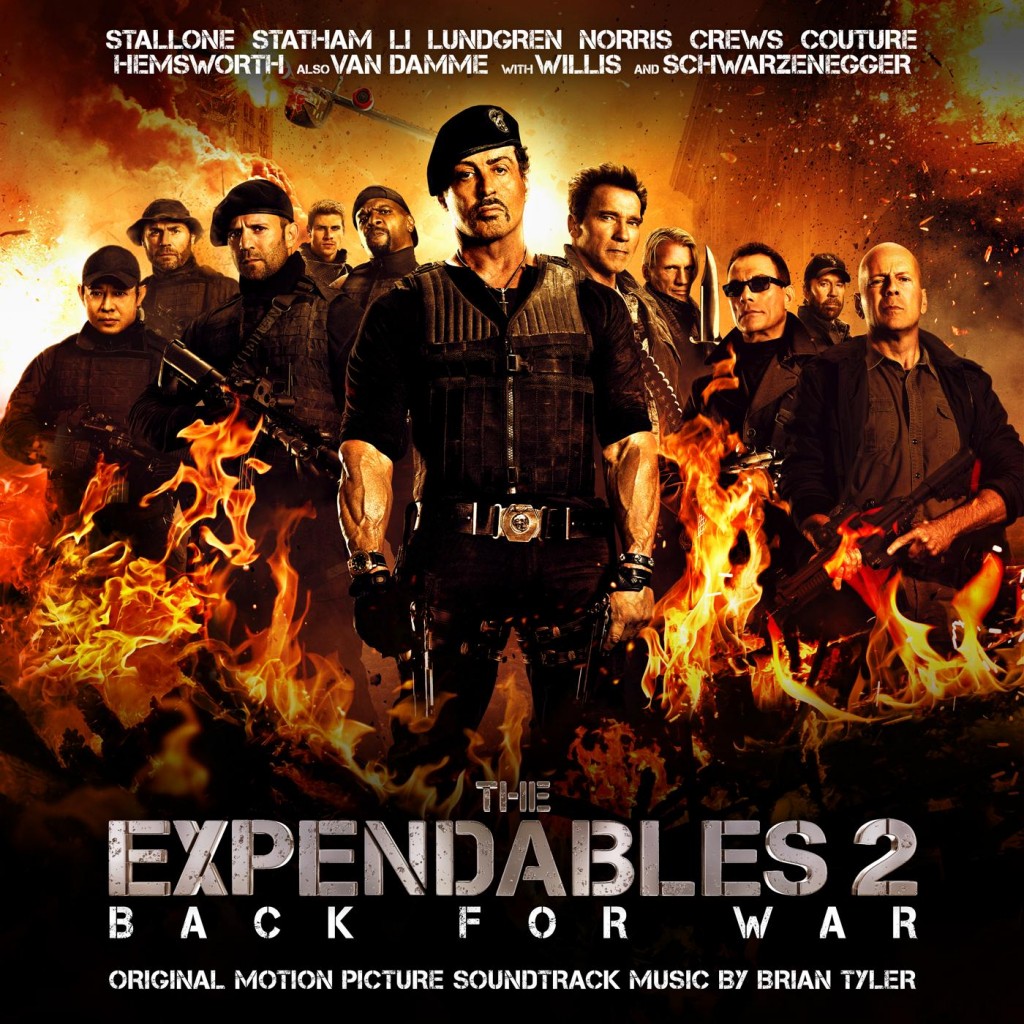 STALLONE STATHAM LI LUNDGREN NORRIS CREWS COUTURE
HEMSWORTH ALSO VAN DAMME WITH WILLIS AND SCHWARZENEGGER
THE
EXPENDABLES 2
BACK FOR WAR
ORIGINAL MOTION PICTURE SOUNDTRACK MUSIC BY BRIAN TYLER